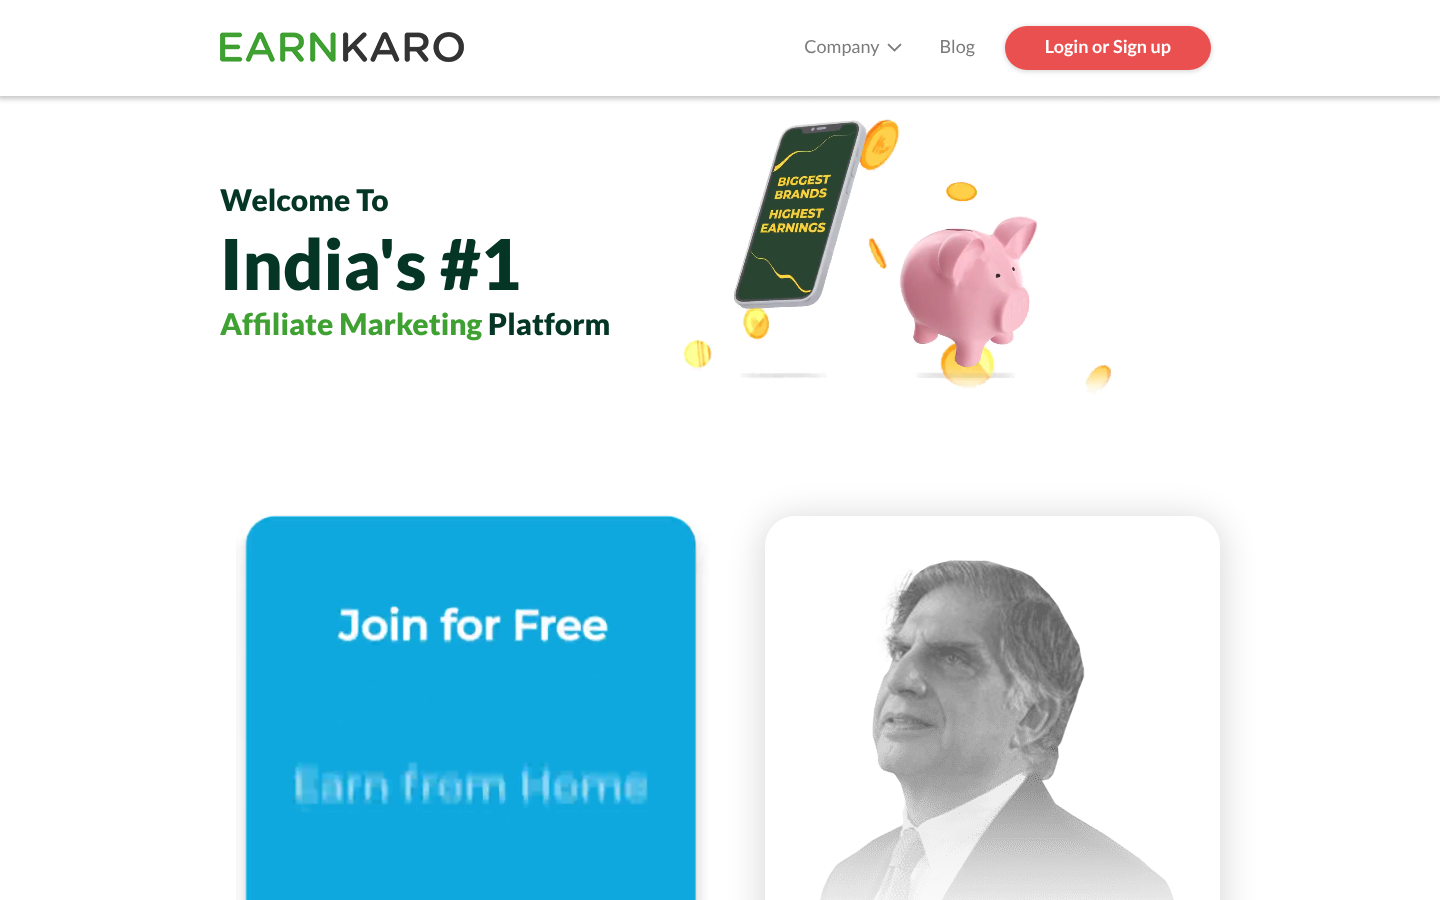 EARNKARO
Company
Blog
Login or Sign up
Welcome To
India's #1
Affiliate Marketing Platform
BIGGEST
BRANDS
HIGHEST
EARNINGS
Join for Free
Earn from Home